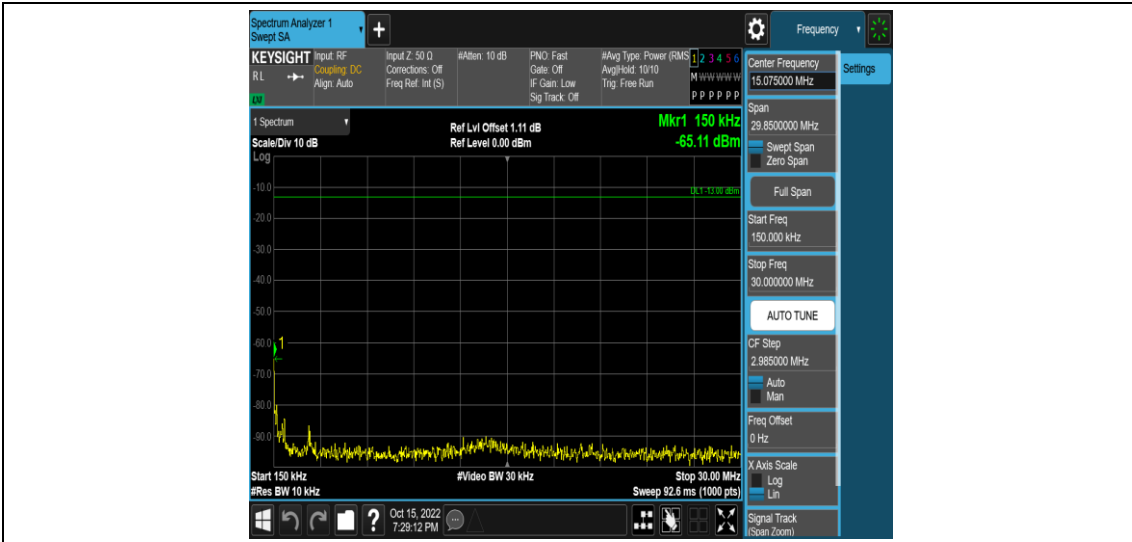 Spectrum Analyzer 1
Swept SA
Frequency
KEYSIGHT
RL
LXI
Input: RF
Coupling: DC
Align: Auto
Input Z: 50 Ω
Corrections: Off
Freq Ref: Int (S)
#Atten: 10 dB
PNO: Fast
Gate: Off
IF Gain: Low
Sig Track: Off
#Avg Type: Power (RMS
Avg|Hold: 10/10
Trig: Free Run
1 2 3 4 5 6
M W W W W W
P P P P P P
1 Spectrum
Scale/Div 10 dB
Log
Ref Lvl Offset 1.11 dB
Ref Level 0.00 dBm
Mkr1 150 kHz
-65.11 dBm
DL1 -13.00 dBm
-10.0
-20.0
-30.0
-40.0
-50.0
-60.0
1
-70.0
-80.0
-90.0
Start 150 kHz
#Res BW 10 kHz
#Video BW 30 kHz
Stop 30.00 MHz
Sweep 92.6 ms (1000 pts)
Oct 15, 2022
7:29:12 PM
Center Frequency
15.075000 MHz
Settings
Span
29.8500000 MHz
Swept Span
Zero Span
Full Span
Start Freq
150.000 kHz
Stop Freq
30.000000 MHz
AUTO TUNE
CF Step
2.985000 MHz
Auto
Man
Freq Offset
0 Hz
X Axis Scale
Log
Lin
Signal Track
(Span Zoom)